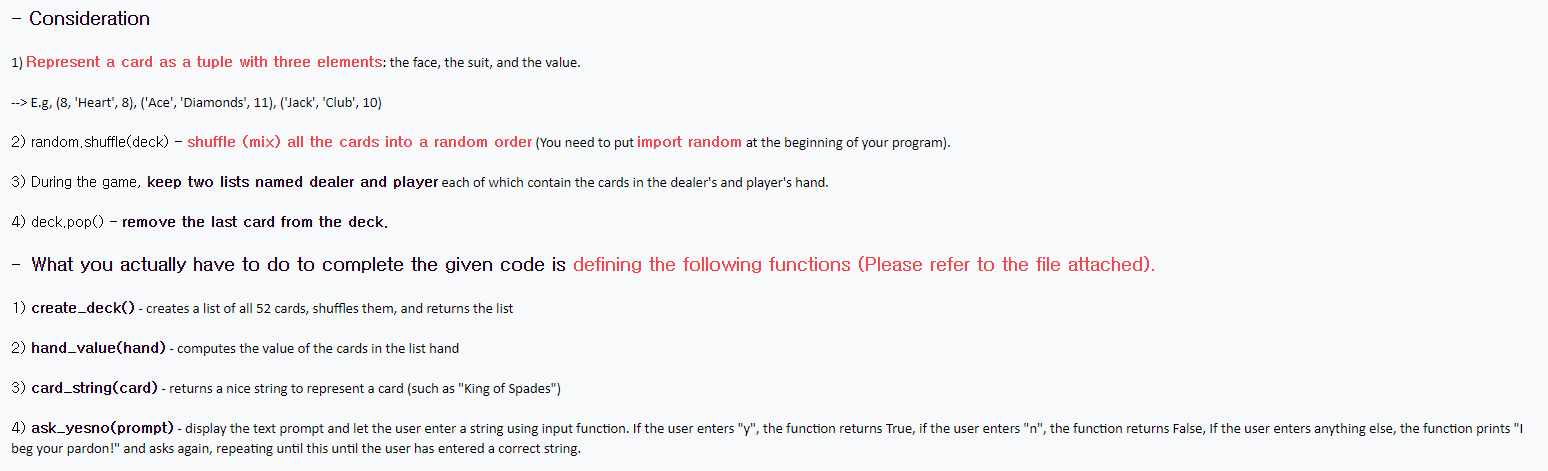 - Consideration
1) Represent a card as a tuple with three elements: the face, the suit, and the value.
--> E.g, (8, 'Heart', 8), ('Ace', 'Diamonds', 11), ('Jack', 'Club', 10)
2) random.shuffle(deck) - shuffle (mix) all the cards into a random order (You need to put import random at the beginning of your program).
3) During the game, keep two lists named dealer and player each of which contain the cards in the dealer's and player's hand.
4) deck.pop() - remove the last card from the deck.
- What you actually have to do to complete the given code is defining the following functions (Please refer to the file attached).
1) create_deck() - creates a list of all 52 cards, shuffles them, and returns the list
2) hand_value(hand) - computes the value of the cards in the list hand
3) card_string(card) - returns a nice string to represent a card (such as "King of Spades")
4) ask_yesno(prompt) - display the text prompt and let the user enter a string using input function. If the user enters "y", the function returns True, if the user enters "n", the function returns False, If the user enters anything else, the function prints "I
beg your pardon!" and asks again, repeating until this until the user has entered a correct string.